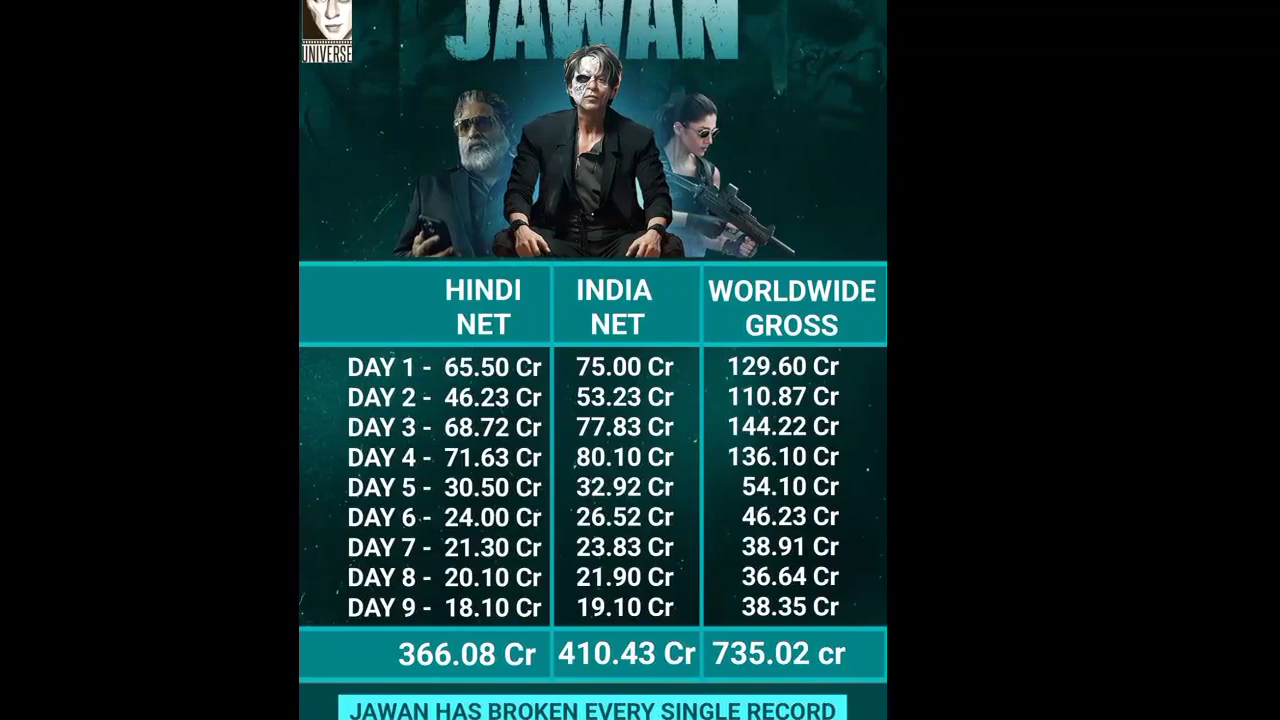 JAWAN
UNIVERSE
HINDI NET
INDIA NET
WORLDWIDE GROSS
DAY 1 - 65.50 Cr 75.00 Cr 129.60 Cr
DAY 2 - 46.23 Cr 53.23 Cr 110.87 Cr
DAY 3 - 68.72 Cr 77.83 Cr 144.22 Cr
DAY 4 - 71.63 Cr 80.10 Cr 136.10 Cr
DAY 5 - 30.50 Cr 32.92 Cr 54.10 Cr
DAY 6 - 24.00 Cr 26.52 Cr 46.23 Cr
DAY 7 - 21.30 Cr 23.83 Cr 38.91 Cr
DAY 8 - 20.10 Cr 21.90 Cr 36.64 Cr
DAY 9 - 18.10 Cr 19.10 Cr 38.35 Cr
366.08 Cr 410.43 Cr 735.02 cr
JAWAN HAS BROKEN EVERY SINGLE RECORD